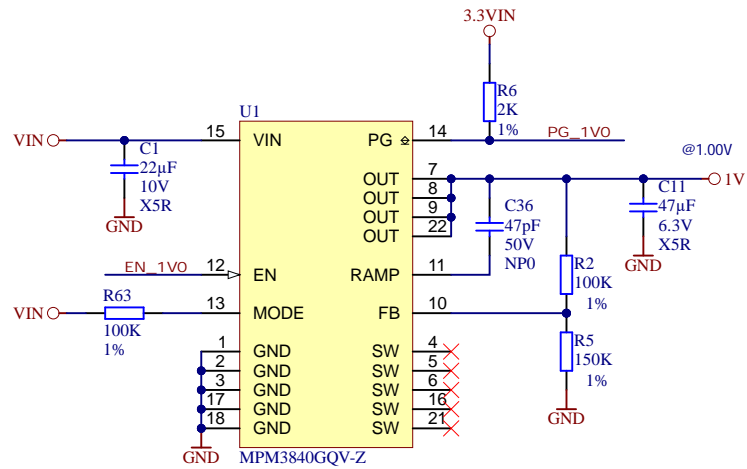 3.3VIN
R6
2K
1%
U1
VIN
15
VIN
PG
14
PG_1V0
C1
22µF
10V
X5R
GND
OUT
7
OUT
8
OUT
9
OUT
22
@1.00V
1V
C11
47µF
6.3V
X5R
GND
C36
47pF
50V
NP0
EN_1V0
12
EN
RAMP
11
R2
100K
1%
VIN
R63
100K
1%
13
MODE
FB
10
R5
150K
1%
GND
1
GND
SW
4
2
GND
SW
5
3
GND
SW
6
17
GND
SW
16
18
GND
SW
21
GND
MPM3840GQV-Z